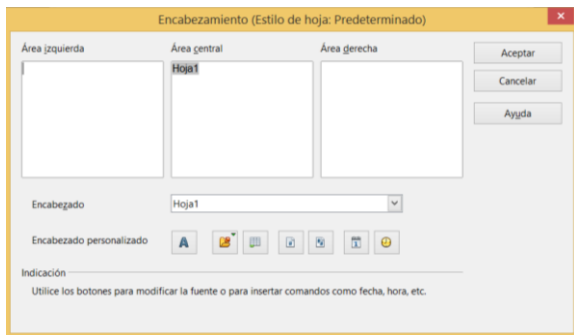 Encabezamiento (Estilo de hoja: Predeterminado)
Área izquierda
Área central
Área derecha
Hoja1
Aceptar
Cancelar
Ayuda
Encabezado
Hoja1
Encabezado personalizado
A
Indicación
Utilice los botones para modificar la fuente o para insertar comandos como fecha, hora, etc.